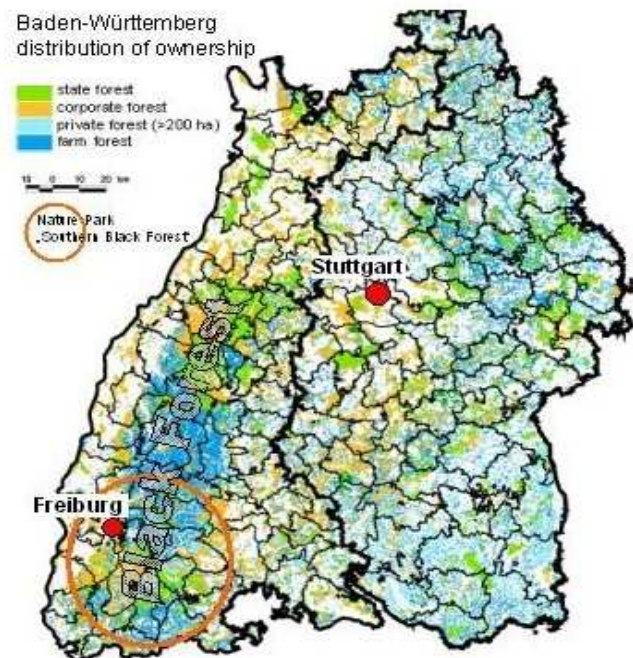 Baden-Württemberg
distribution of ownership
state forest
corporate forest
private forest (>200 ha)
farm forest
10 0 10 20 km
Nature Park
„Southern Black Forest"
Stuttgart
Black Forest
Freiburg